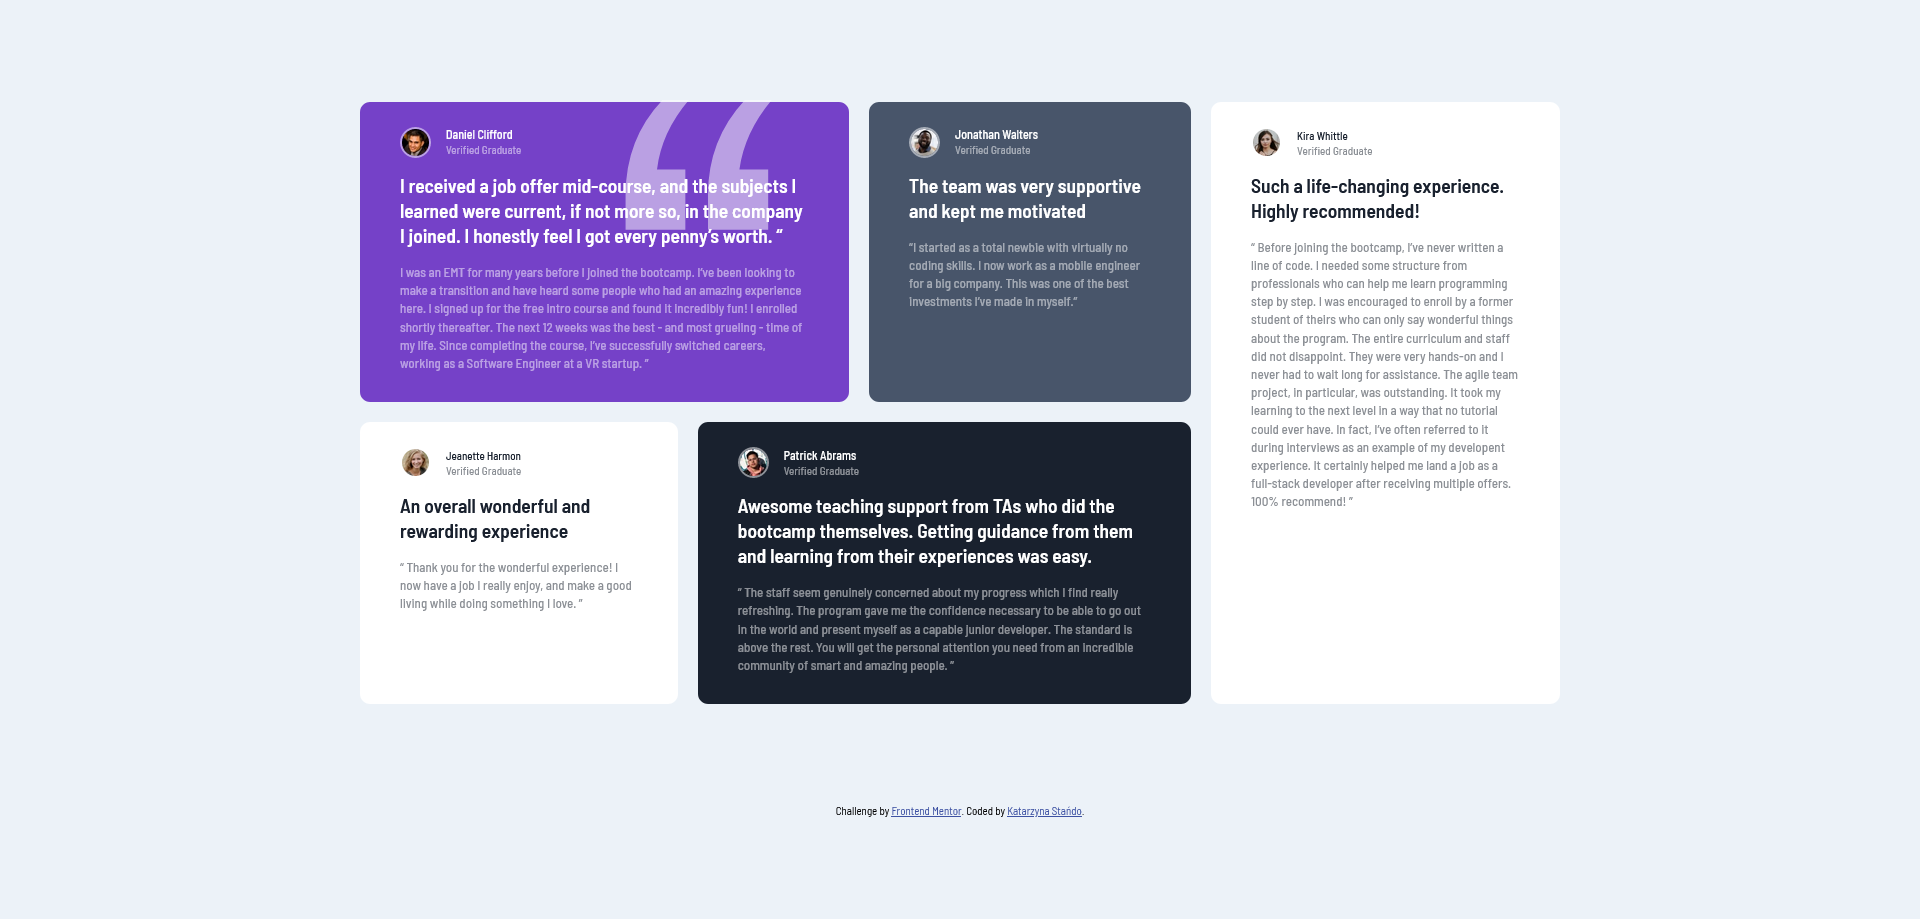 Daniel Clifford
Verified Graduate
I received a job offer mid-course, and the subjects I
learned were current, if not more so, in the company
I joined. I honestly feel I got every penny’s worth. ”
I was an EMT for many years before I joined the bootcamp. I’ve been looking to
make a transition and have heard some people who had an amazing experience
here. I signed up for the free intro course and found it incredibly fun! I enrolled
shortly thereafter. The next 12 weeks was the best - and most grueling - time of
my life. Since completing the course, I’ve successfully switched careers,
working as a Software Engineer at a VR startup. ”
Jonathan Walters
Verified Graduate
The team was very supportive
and kept me motivated
“I started as a total newbie with virtually no
coding skills. I now work as a mobile engineer
for a big company. This was one of the best
investments I’ve made in myself.”
Kira Whittle
Verified Graduate
Such a life-changing experience.
Highly recommended!
“ Before joining the bootcamp, I’ve never written a
line of code. I needed some structure from
professionals who can help me learn programming
step by step. I was encouraged to enroll by a former
student of theirs who can only say wonderful things
about the program. The entire curriculum and staff
did not disappoint. They were very hands-on and I
never had to wait long for assistance. The agile team
project, in particular, was outstanding. It took my
learning to the next level in a way that no tutorial
could ever have. In fact, I’ve often referred to it
during interviews as an example of my developent
experience. It certainly helped me land a job as a
full-stack developer after receiving multiple offers.
100% recommend! ”
Jeanette Harmon
Verified Graduate
An overall wonderful and
rewarding experience
“ Thank you for the wonderful experience! I
now have a job I really enjoy, and make a good
living while doing something I love. ”
Patrick Abrams
Verified Graduate
Awesome teaching support from TAs who did the
bootcamp themselves. Getting guidance from them
and learning from their experiences was easy.
“ The staff seem genuinely concerned about my progress which I find really
refreshing. The program gave me the confidence necessary to be able to go out
in the world and present myself as a capable junior developer. The standard is
above the rest. You will get the personal attention you need from an incredible
community of smart and amazing people. ”
Challenge by Frontend Mentor. Coded by Katarzyna Stańdo.